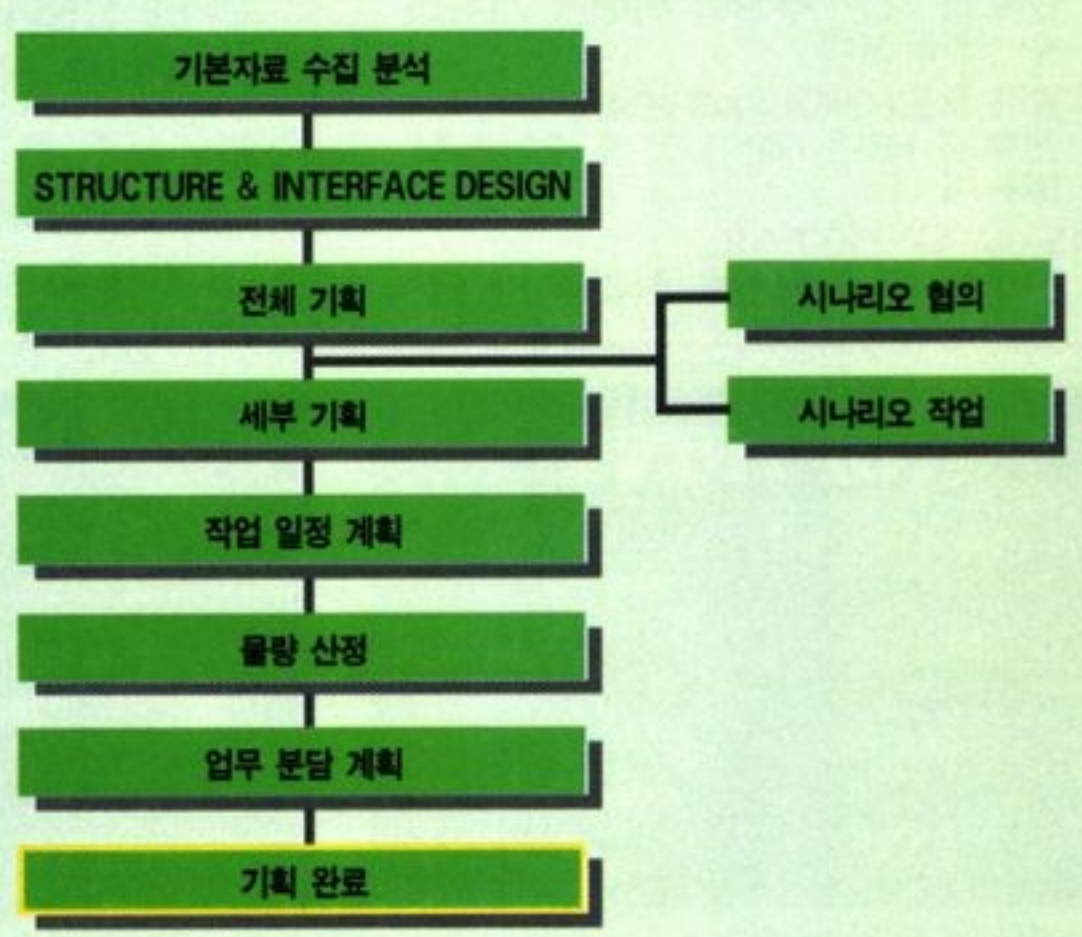 기본자료 수집 분석
STRUCTURE & INTERFACE DESIGN
전체 기획
시나리오 협의
세부 기획
시나리오 작업
작업 일정 계획
물량 산정
업무 분담 계획
기획 완료